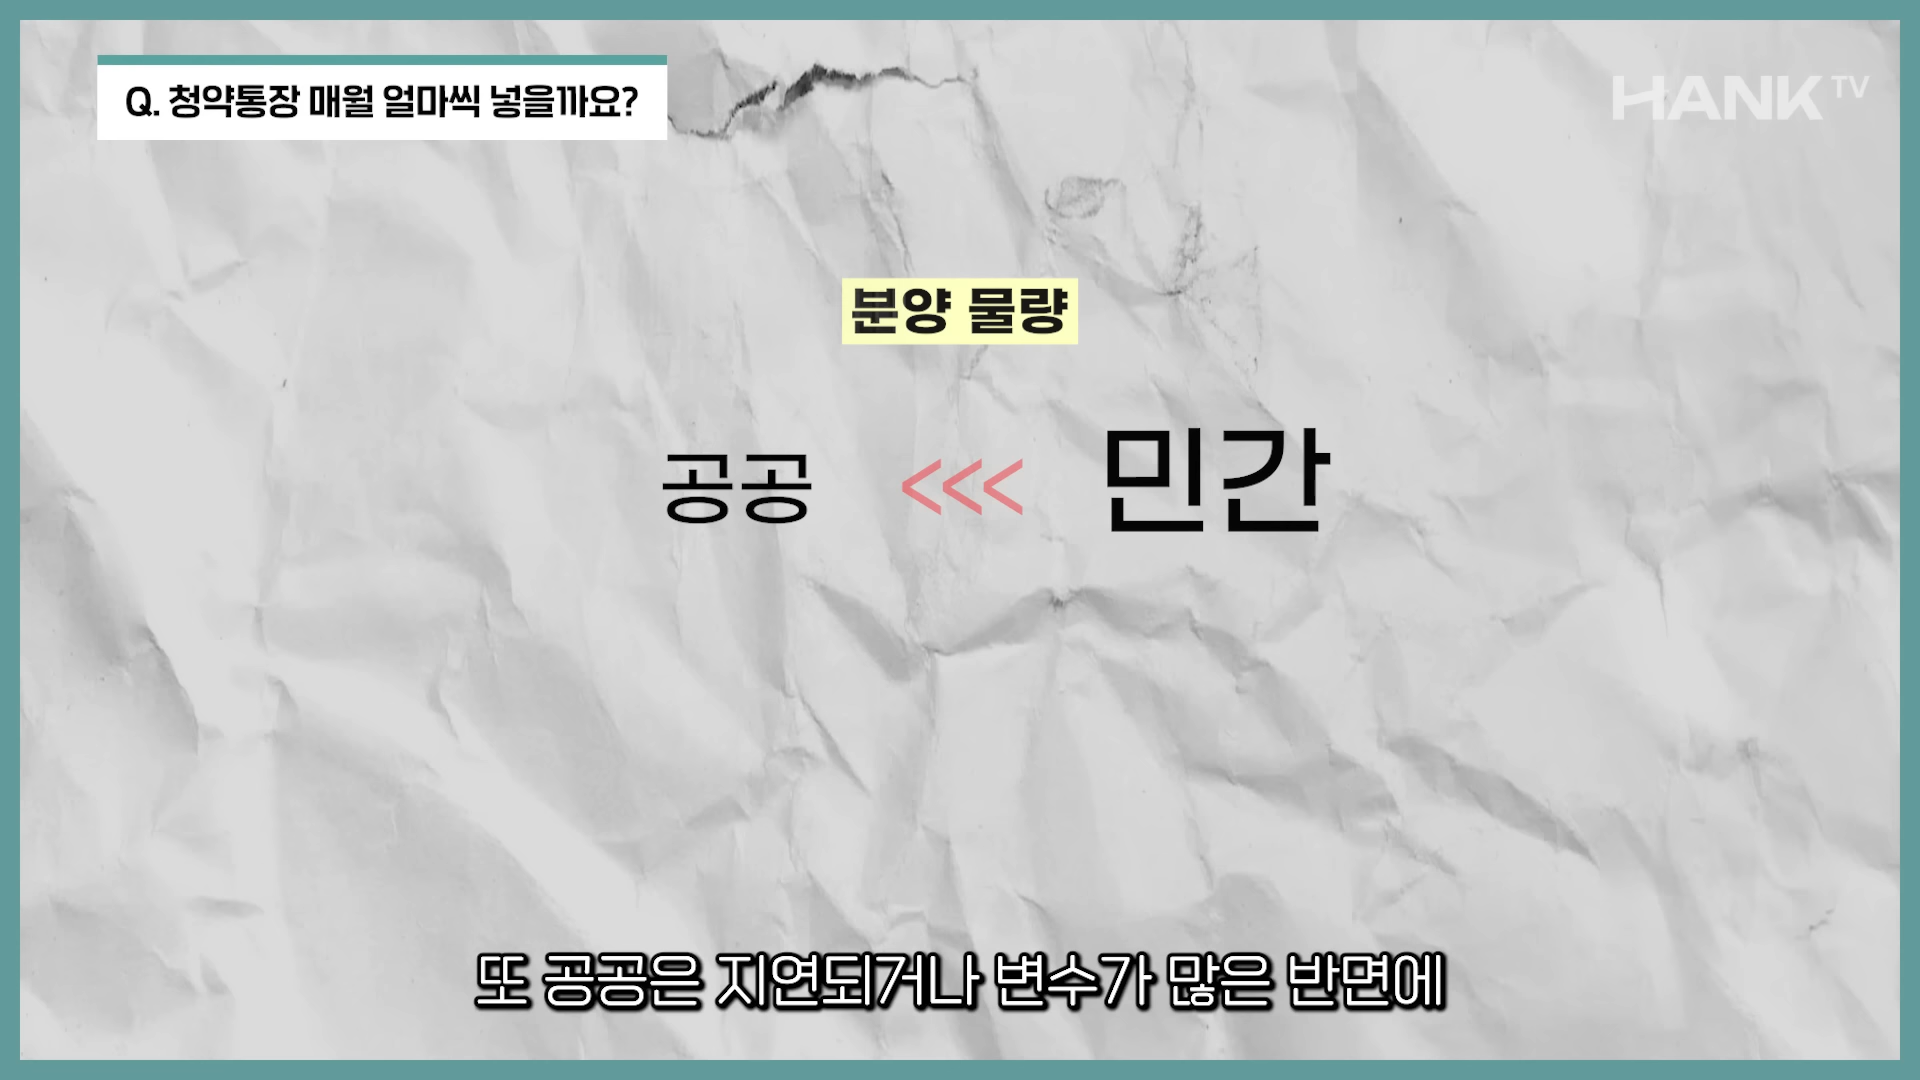 Q. 청약통장 매월 얼마씩 넣을까요?
HANK TV
분양 물량
공공 <<< 민간
또 공공은 지연되거나 변수가 많은 반면에